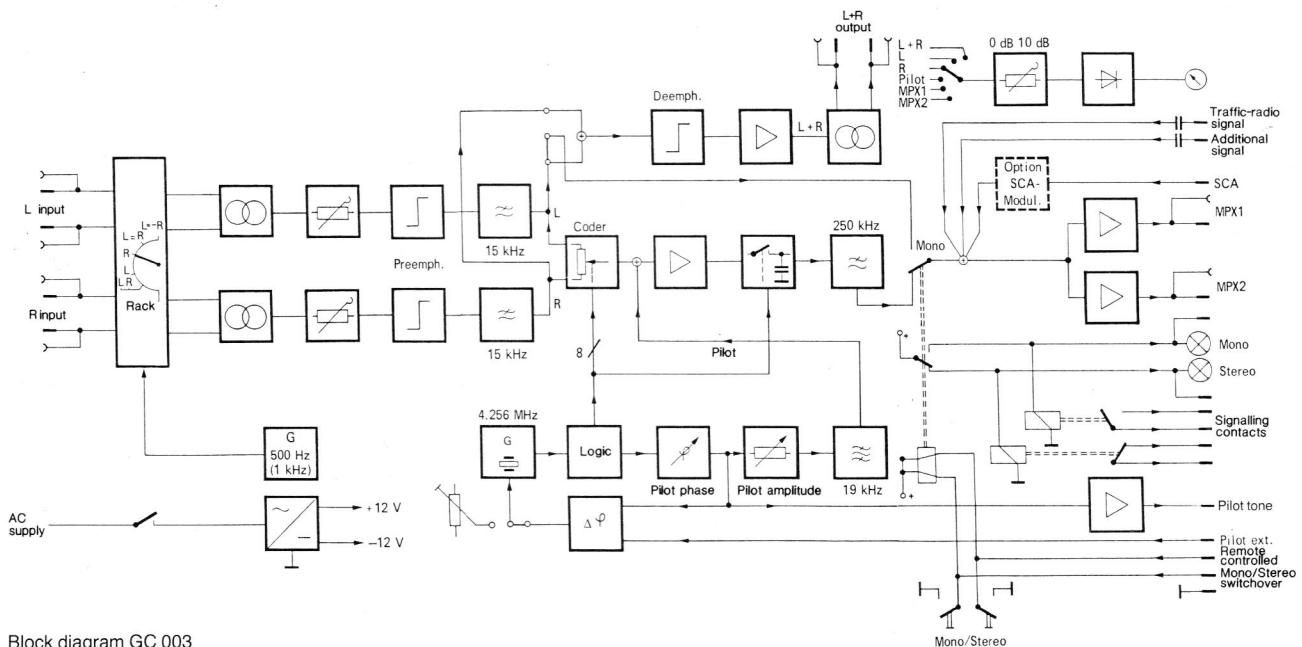 L+R
output
L + R
L
R
Pilot
MPX1
MPX2
0 dB 10 dB
Deemph.
L+R
Traffic-radio
signal
Additional
signal
Option
SCA-
Modul.
SCA
MPX1
MPX2
L input
L=R
L=-R
R
L
LR
Rack
R input
15 kHz
L
Coder
Preemph.
R
15 kHz
250 kHz
Mono
8
Pilot
+
Mono
Stereo
Signalling
contacts
G
500 Hz
(1 kHz)
4.256 MHz
G
Logic
Pilot phase
Pilot amplitude
19 kHz
+
AC
supply
+12 V
–12 V
Δ φ
Pilot tone
Pilot ext.
Remote
controlled
Mono/Stereo
switchover
Mono/Stereo
Block diagram GC 003